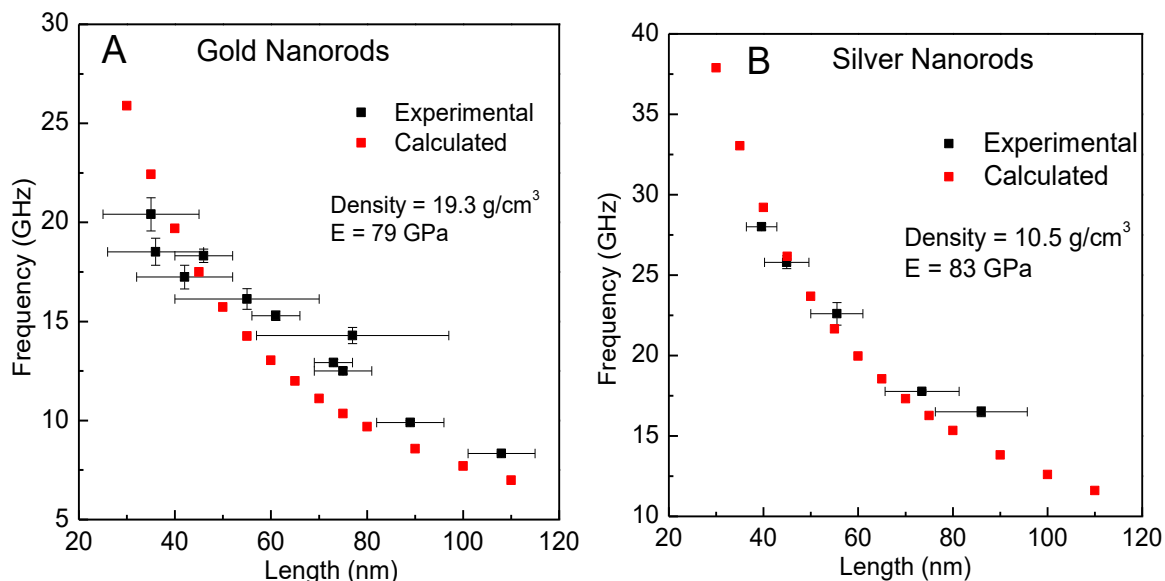 A
Gold Nanorods
Experimental
Calculated
Density = 19.3 g/cm³
E = 79 GPa
Frequency (GHz)
30
25
20
15
10
5
20 40 60 80 100 120
Length (nm)
B
Silver Nanorods
Experimental
Calculated
Density = 10.5 g/cm³
E = 83 GPa
Frequency (GHz)
40
35
30
25
20
15
10
20 40 60 80 100 120
Length (nm)